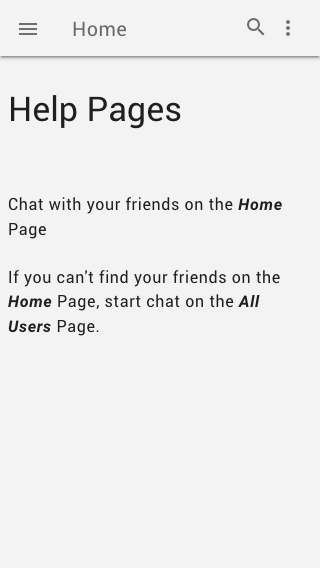 Home
Help Pages
Chat with your friends on the Home
Page
If you can't find your friends on the
Home Page, start chat on the All
Users Page.